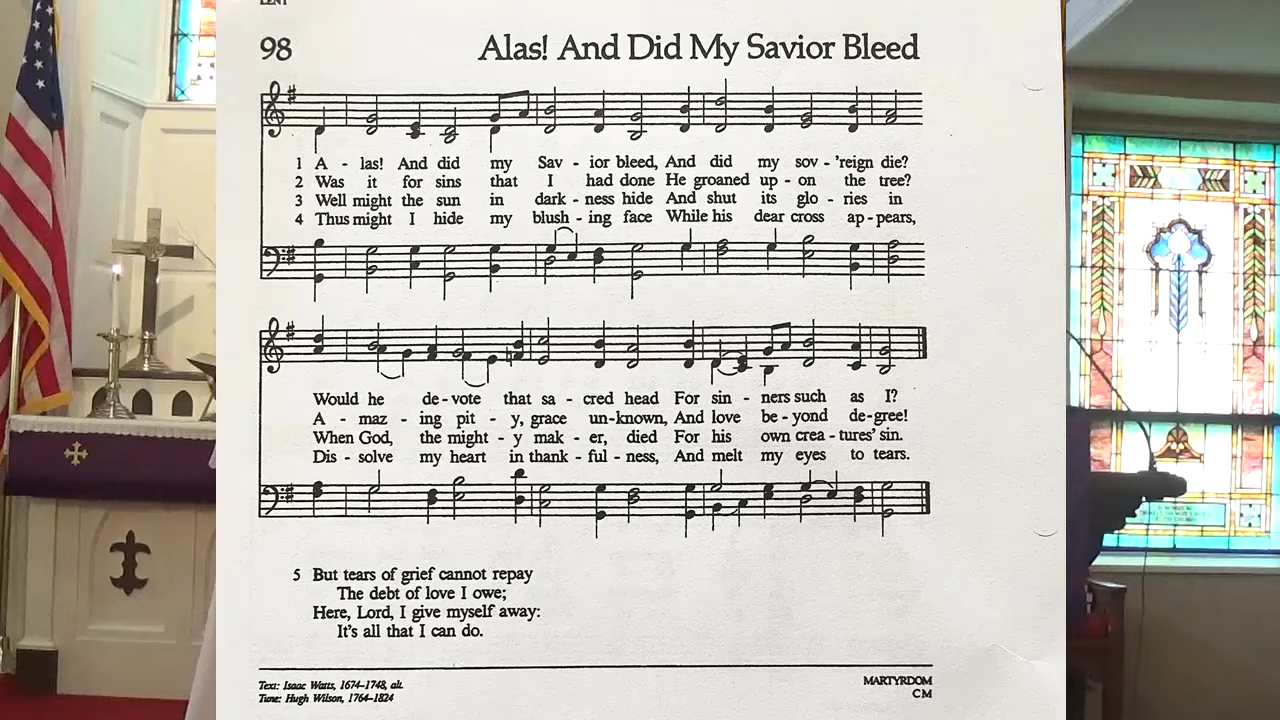 LENT
98 Alas! And Did My Savior Bleed
1 A - las! And did my Sav - ior bleed, And did my sov - 'reign die?
2 Was it for sins that I had done He groaned up - on the tree?
3 Well might the sun in dark - ness hide And shut its glo - ries in
4 Thus might I hide my blush - ing face While his dear cross ap - pears,
Would he de - vote that sa - cred head For sin - ners such as I?
A - maz - ing pit - y, grace un-known, And love be - yond de-gree!
When God, the might - y mak - er, died For his own crea - tures' sin.
Dis - solve my heart in thank - ful - ness, And melt my eyes to tears.
5 But tears of grief cannot repay
The debt of love I owe;
Here, Lord, I give myself away:
It's all that I can do.
Text: Isaac Watts, 1674–1748, alt.
Tune: Hugh Wilson, 1764–1824
MARTYRDOM
CM